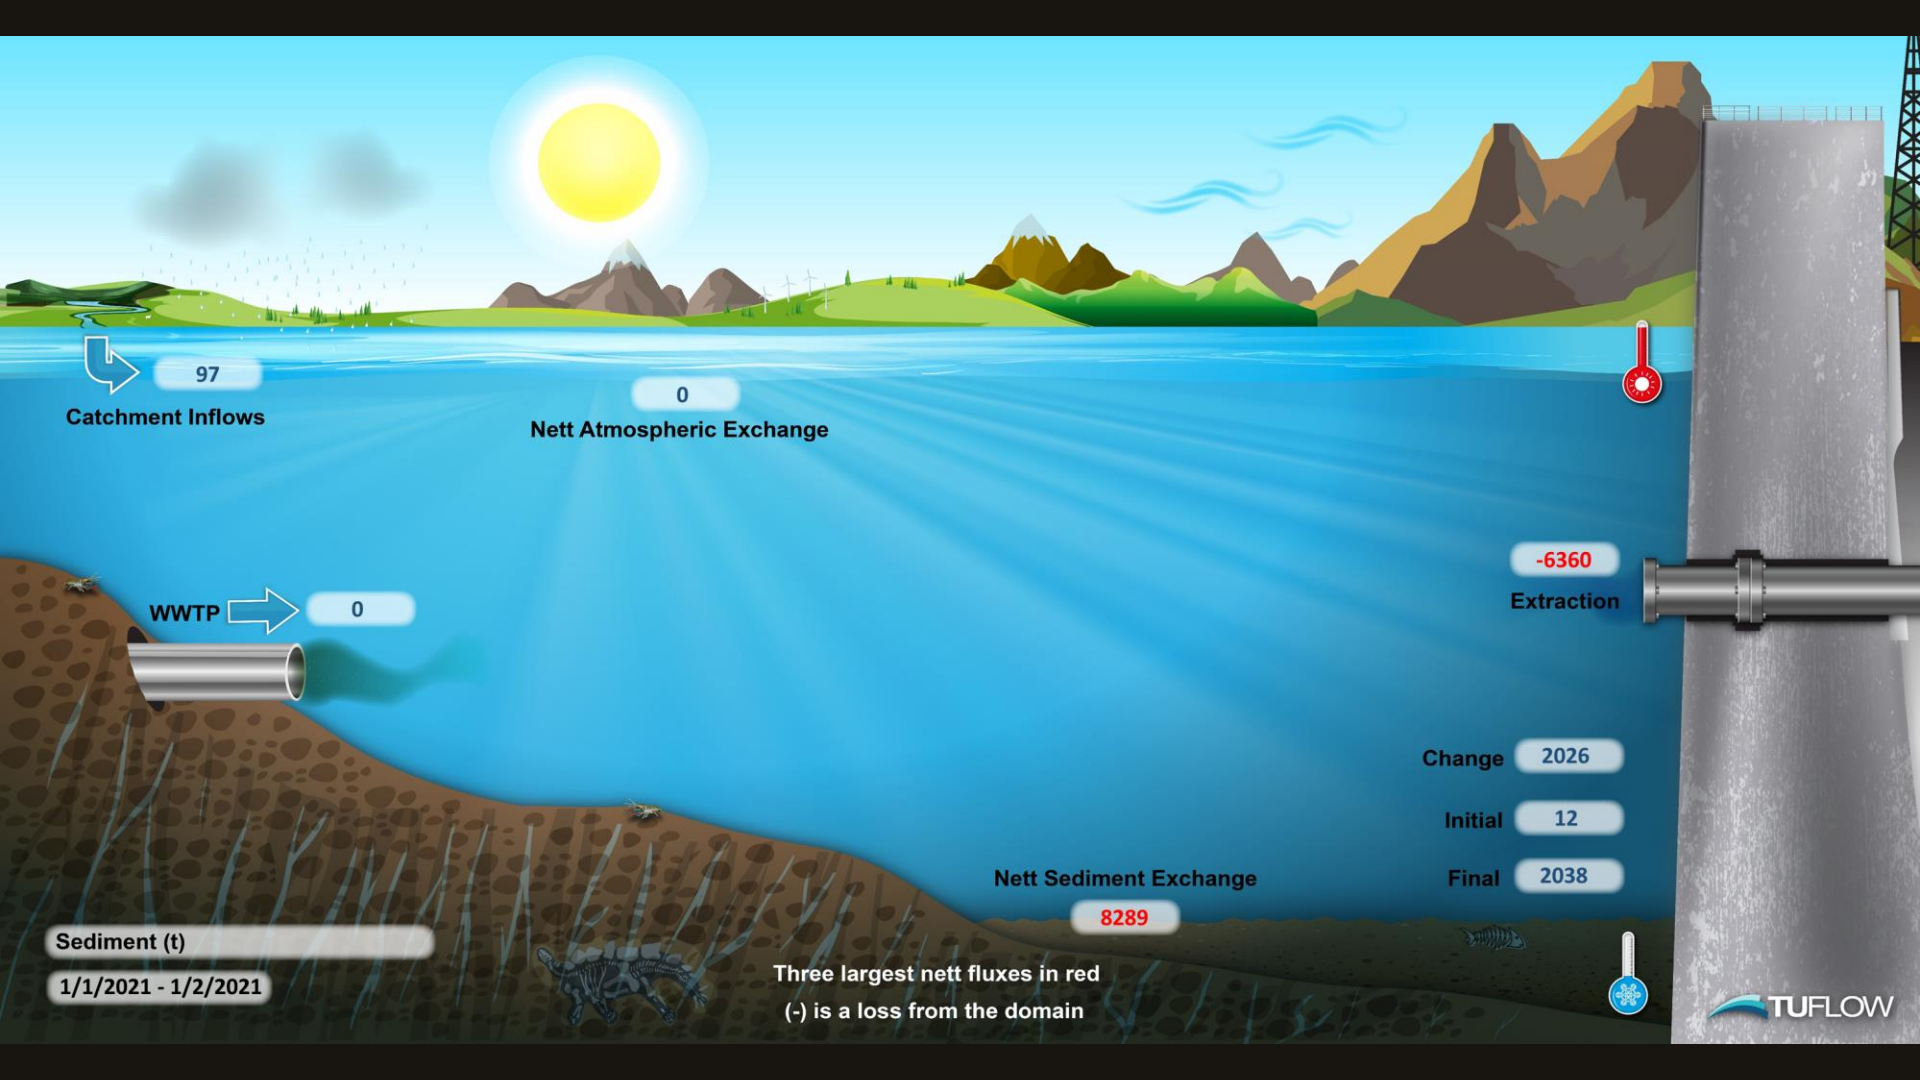 97
Catchment Inflows
0
Nett Atmospheric Exchange
-6360
Extraction
WWTP
0
Change 2026
Initial 12
Final 2038
Nett Sediment Exchange
8289
Sediment (t)
1/1/2021 - 1/2/2021
Three largest nett fluxes in red
(-) is a loss from the domain
TUFLOW